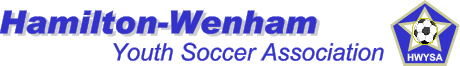 Hamilton-Wenham
Youth Soccer Association
HWYSA